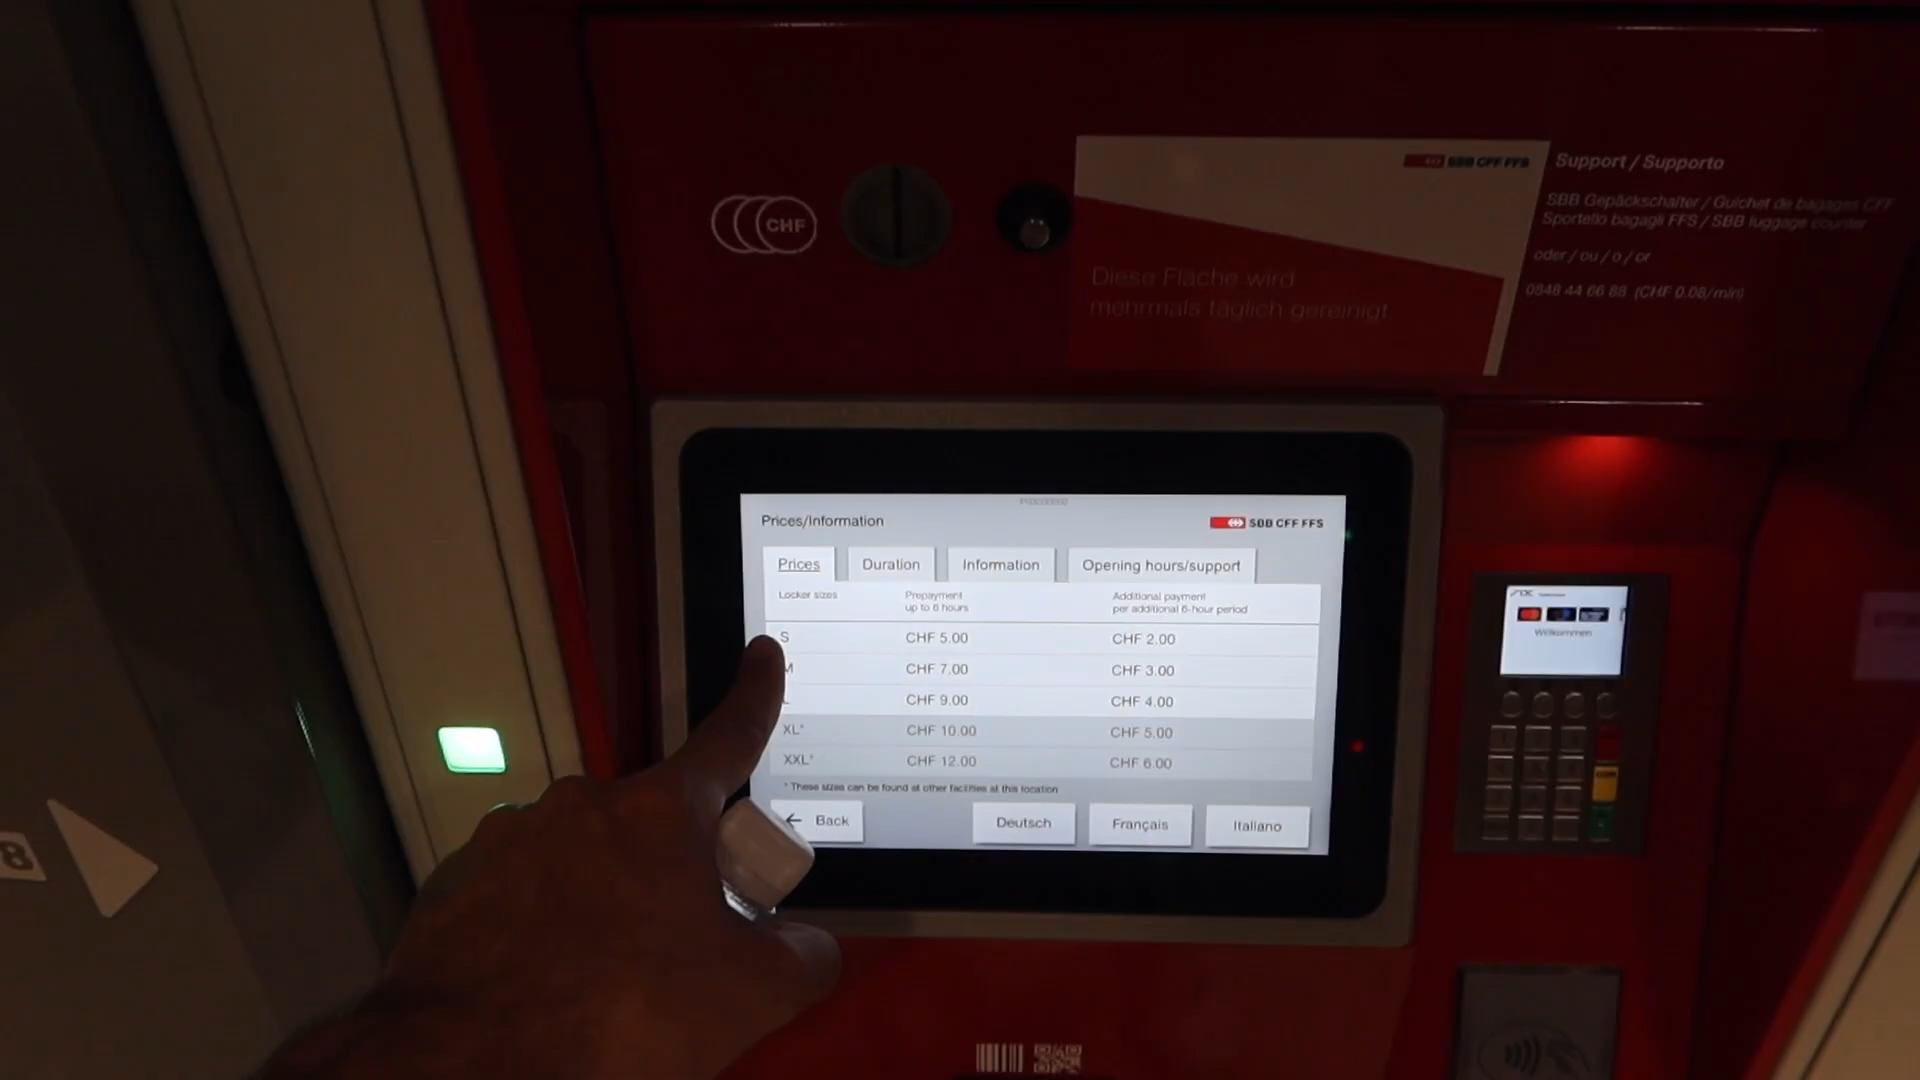 SBB CFF FFS
Support / Supporto
SBB Gepäckschalter / Guichet de bagages CFF
Sportello bagagli FFS / SBB luggage counter
oder / ou / o / or
0848 44 66 88 (CHF 0.08/min)
CHF
Diese Fläche wird
mehrmals täglich gereinigt
Prices/Information
SBB CFF FFS
Prices Duration Information Opening hours/support
Locker sizes Prepayment up to 6 hours Additional payment per additional 6-hour period
S CHF 5.00 CHF 2.00
M CHF 7.00 CHF 3.00
L CHF 9.00 CHF 4.00
XL* CHF 10.00 CHF 5.00
XXL* CHF 12.00 CHF 6.00
* These sizes can be found at other facilities at this location
← Back Deutsch Français Italiano
SIX
Willkommen
8